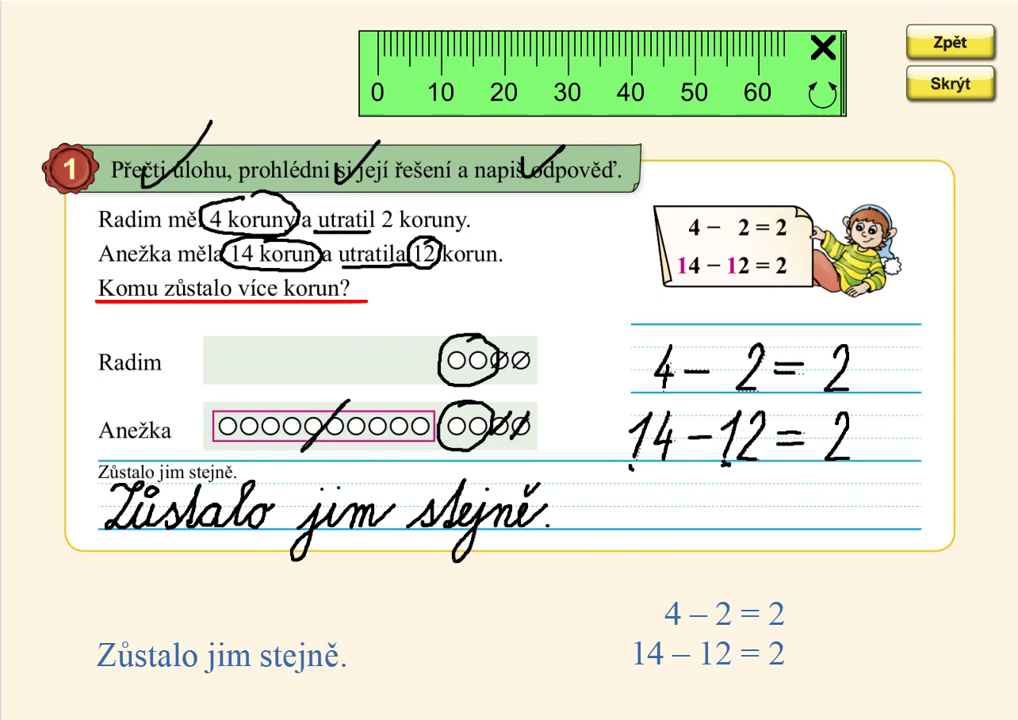 Zpět
Skrýt
0 10 20 30 40 50 60
1 Přečti úlohu, prohlédni si její řešení a napiš odpověď.
Radim měl 4 koruny a utratil 2 koruny.
Anežka měla 14 korun a utratila 12 korun.
Komu zůstalo více korun?
4 − 2 = 2
14 − 12 = 2
Radim
4 − 2 = 2
Anežka
14 − 12 = 2
Zůstalo jim stejně.
Zůstalo jim stejně.
4 – 2 = 2
Zůstalo jim stejně.
14 – 12 = 2